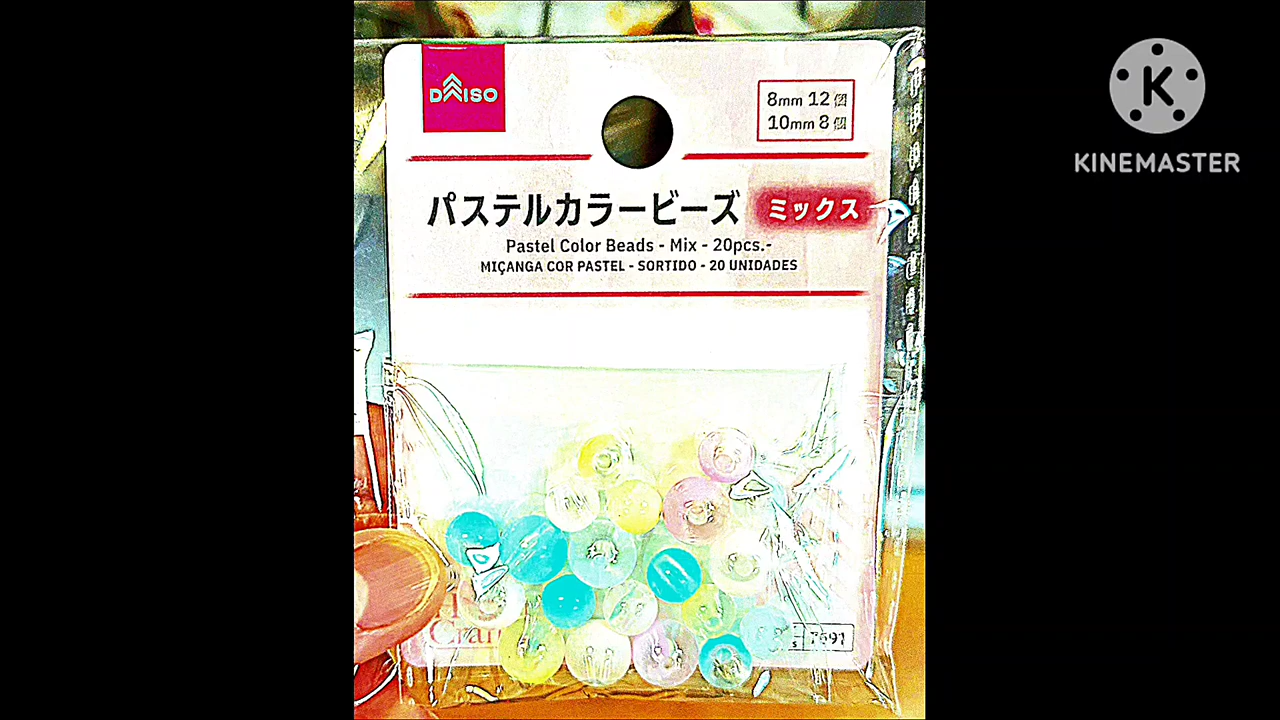 DAISO
8mm 12個
10mm 8個
パステルカラービーズ ミックス
Pastel Color Beads - Mix - 20pcs.-
MIÇANGA COR PASTEL - SORTIDO - 20 UNIDADES
KINEMASTER